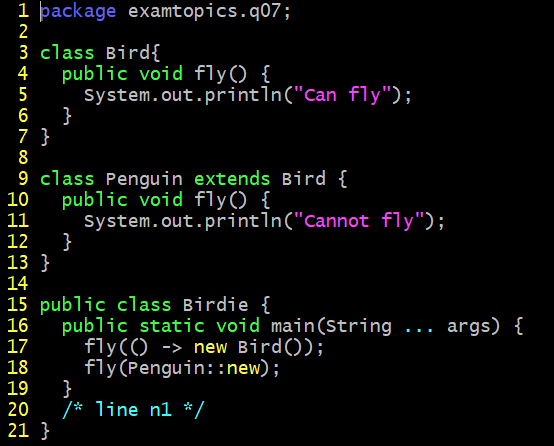 1 package examtopics.q07;
2
3 class Bird{
4   public void fly() {
5     System.out.println("Can fly");
6   }
7 }
8
9 class Penguin extends Bird {
10   public void fly() {
11     System.out.println("Cannot fly");
12   }
13 }
14
15 public class Birdie {
16   public static void main(String ... args) {
17     fly(() -> new Bird());
18     fly(Penguin::new);
19   }
20   /* line n1 */
21 }